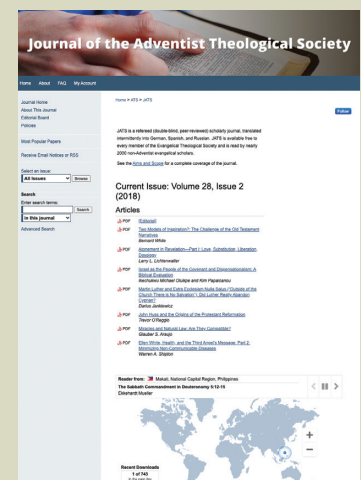 Journal of the Adventist Theological Society
Home About FAQ My Account
Journal Home
About This Journal
Editorial Board
Policies
Most Popular Papers
Receive Email Notices or RSS
Select an issue:
All Issues
Browse
Search
Enter search terms:
Search
in this journal
Advanced Search
Home > ATS > JATS
Follow
JATS is a refereed (double-blind, peer-reviewed) scholarly journal, translated
intermittently into German, Spanish, and Russian. JATS is available free to
every member of the Evangelical Theological Society and is read by nearly
2000 non-Adventist evangelical scholars.
See the Aims and Scope for a complete coverage of the journal.
Current Issue: Volume 28, Issue 2
(2018)
Articles
PDF [Editorial]
PDF Two Models of Inspiration?: The Challenge of the Old Testament
Narratives
Bernard White
PDF Atonement in Revelation—Part I: Love, Substitution, Liberation,
Doxology
Larry L. Lichtenwalter
PDF Israel as the People of the Covenant and Dispensationalism: A
Biblical Evaluation
Ikechukwu Michael Oluikpe and Kim Papaioannou
PDF Martin Luther and Extra Ecclesiam Nulla Salus ("Outside of the
Church There Is No Salvation"): Did Luther Really Abandon
Cyprian?
Darius Jankiewicz
PDF John Huss and the Origins of the Protestant Reformation
Trevor O'Reggio
PDF Miracles and Natural Law: Are They Compatible?
Glauber S. Araujo
PDF Ellen White, Health, and the Third Angel's Message, Part 2:
Minimizing Non-Communicable Diseases
Warren A. Shipton
Reader from: Makati, National Capital Region, Philippines
The Sabbath Commandment in Deuteronomy 5:12-15
Ekkehardt Mueller
Recent Downloads
1 of 743
in the past day